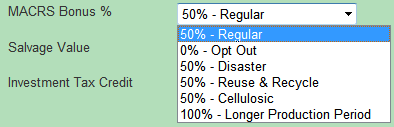 MACRS Bonus % 50% - Regular
50% - Regular
Salvage Value 0% - Opt Out
50% - Disaster
Investment Tax Credit 50% - Reuse & Recycle
50% - Cellulosic
100% - Longer Production Period